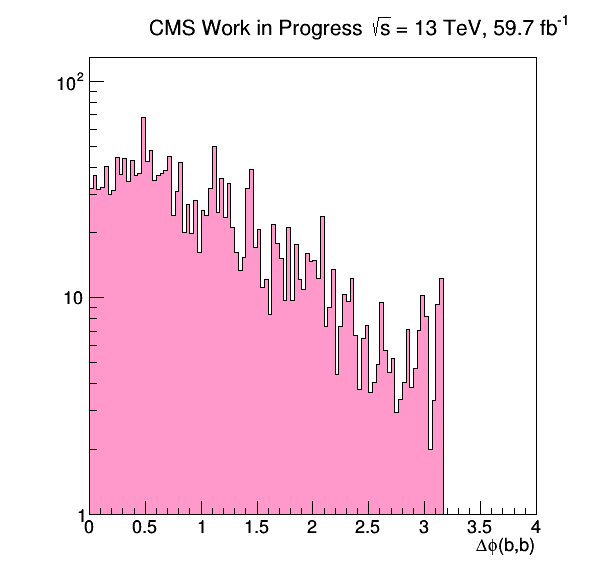 CMS Work in Progress √s = 13 TeV, 59.7 fb⁻¹
10²
10
1
0 0.5 1 1.5 2 2.5 3 3.5 4
Δϕ(b,b)